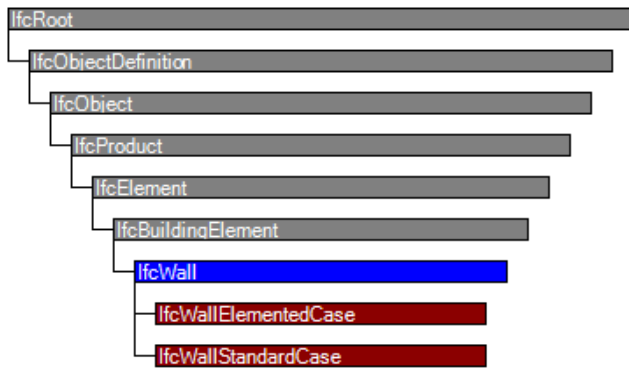 IfcRoot
IfcObjectDefinition
IfcObject
IfcProduct
IfcElement
IfcBuildingElement
IfcWall
IfcWallElementedCase
IfcWallStandardCase